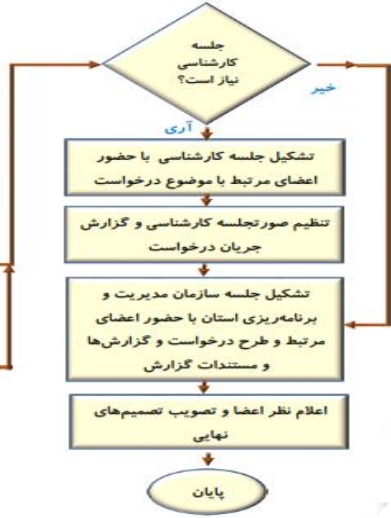 جلسه
کارشناسی
نیاز است؟
خیر
آری
تشکیل جلسه کارشناسی با حضور
اعضای مرتبط با موضوع درخواست
تنظیم صورتجلسه کارشناسی و گزارش
جریان درخواست
تشکیل جلسه سازمان مدیریت و
برنامه‌ریزی استان با حضور اعضای
مرتبط و طرح درخواست و گزارش‌ها
و مستندات گزارش
اعلام نظر اعضا و تصویب تصمیم‌های
نهایی
پایان